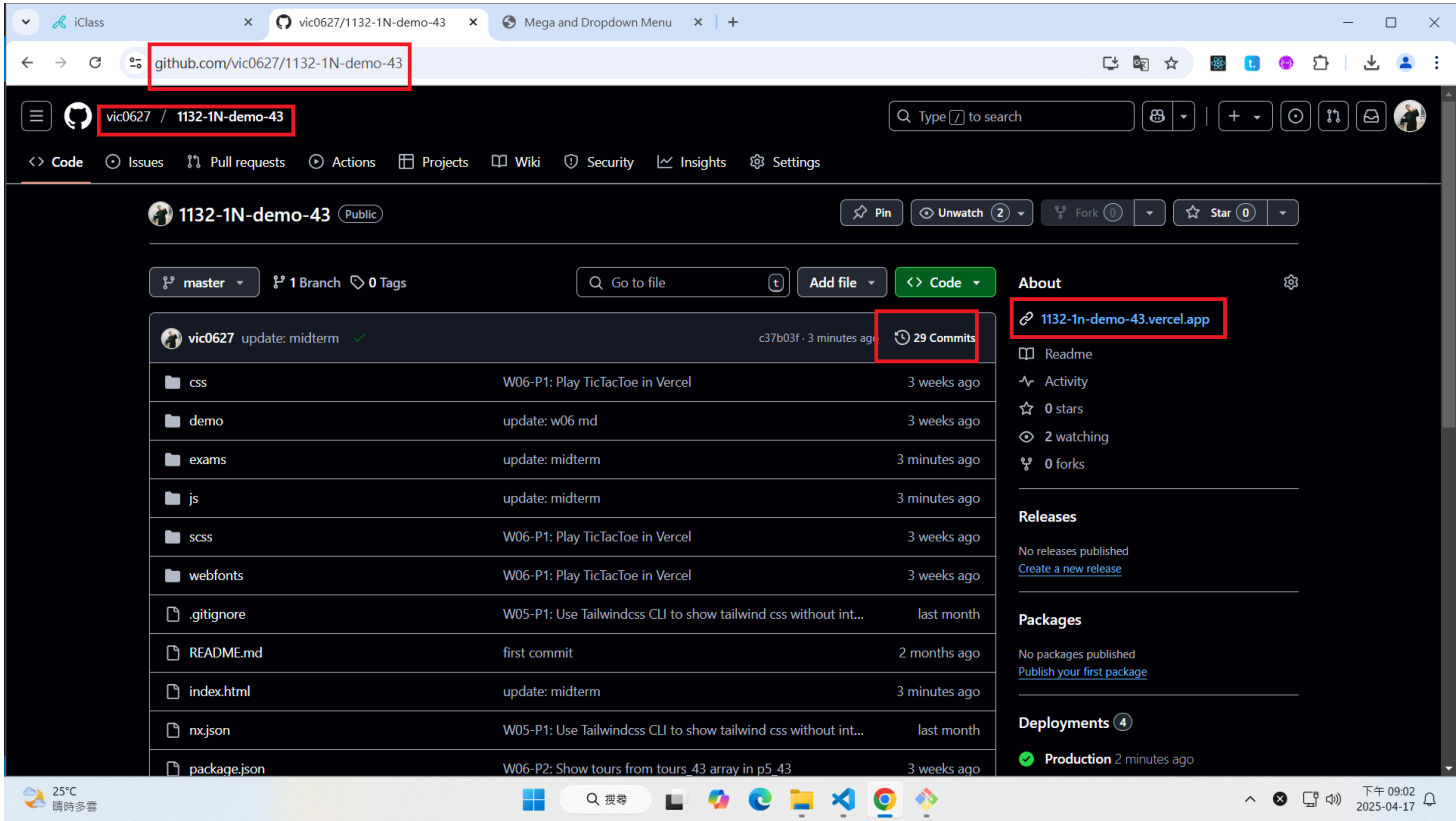 iClass
vic0627/1132-1N-demo-43
Mega and Dropdown Menu
github.com/vic0627/1132-1N-demo-43
vic0627 / 1132-1N-demo-43
Type / to search
Code
Issues
Pull requests
Actions
Projects
Wiki
Security
Insights
Settings
1132-1N-demo-43 Public
Pin
Unwatch 2
Fork 0
Star 0
master
1 Branch
0 Tags
Go to file t
Add file
Code
vic0627 update: midterm c37b03f · 3 minutes ago 29 Commits
css W06-P1: Play TicTacToe in Vercel 3 weeks ago
demo update: w06 md 3 weeks ago
exams update: midterm 3 minutes ago
js update: midterm 3 minutes ago
scss W06-P1: Play TicTacToe in Vercel 3 weeks ago
webfonts W06-P1: Play TicTacToe in Vercel 3 weeks ago
.gitignore W05-P1: Use Tailwindcss CLI to show tailwind css without int... last month
README.md first commit 2 months ago
index.html update: midterm 3 minutes ago
nx.json W05-P1: Use Tailwindcss CLI to show tailwind css without int... last month
package.json W06-P2: Show tours from tours_43 array in p5_43 3 weeks ago
About
1132-1n-demo-43.vercel.app
Readme
Activity
0 stars
2 watching
0 forks
Releases
No releases published
Create a new release
Packages
No packages published
Publish your first package
Deployments 4
Production 2 minutes ago
25°C
晴時多雲
搜尋
下午 09:02
2025-04-17